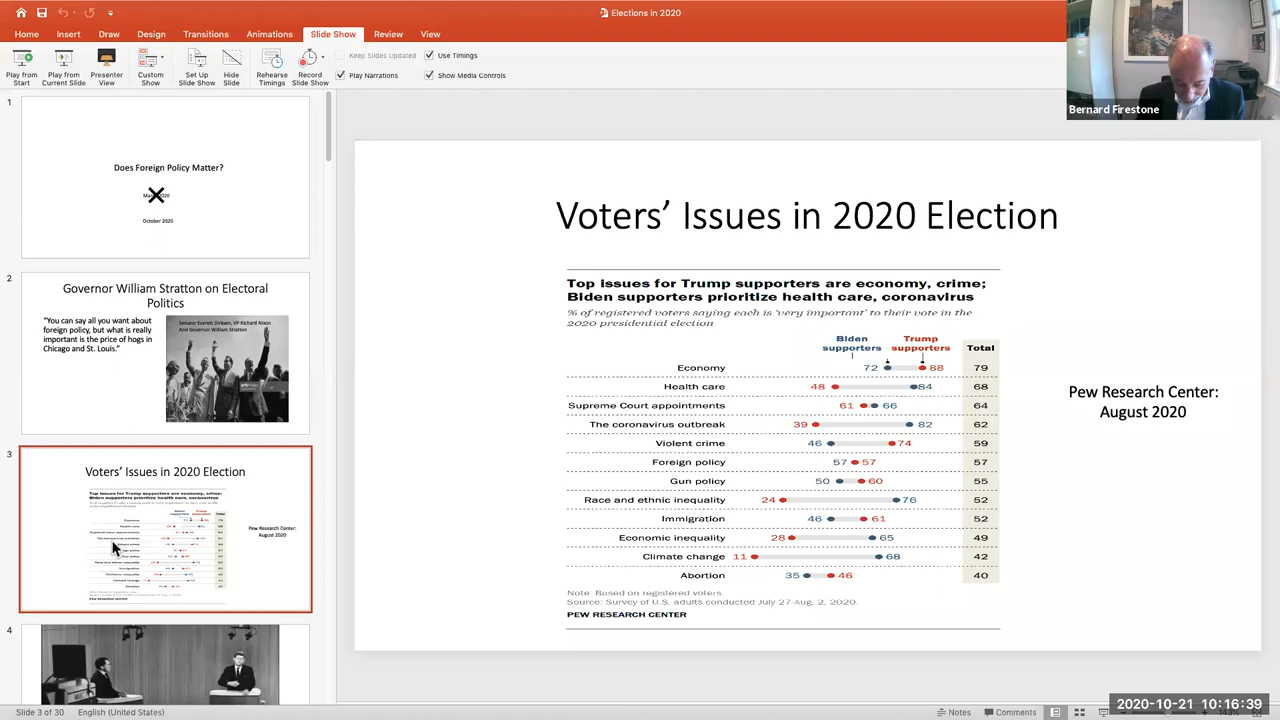 Elections in 2020
Home Insert Draw Design Transitions Animations Slide Show Review View
Play from Start
Play from Current Slide
Presenter View
Custom Show
Set Up Slide Show
Hide Slide
Rehearse Timings
Record Slide Show
Keep Slides Updated
Use Timings
Play Narrations
Show Media Controls
Bernard Firestone
1
Does Foreign Policy Matter?
October 2020
2
Governor William Stratton on Electoral
Politics
"You can say all you want about
foreign policy, but what is really
important is the price of hogs in
Chicago and St. Louis."
Senator Everett Dirksen, VP Richard Nixon
And Governor William Stratton
3
Voters' Issues in 2020 Election
Pew Research Center:
August 2020
4
Voters' Issues in 2020 Election
Top issues for Trump supporters are economy, crime;
Biden supporters prioritize health care, coronavirus
% of registered voters saying each is 'very important' to their vote in the
2020 presidential election
Biden supporters
Trump supporters
Total
Economy 72 88 79
Health care 48 84 68
Supreme Court appointments 61 66 64
The coronavirus outbreak 39 82 62
Violent crime 46 74 59
Foreign policy 57 57 57
Gun policy 50 60 55
Race and ethnic inequality 24 76 52
Immigration 46 61 52
Economic inequality 28 65 49
Climate change 11 68 42
Abortion 35 46 40
Note: Based on registered voters.
Source: Survey of U.S. adults conducted July 27-Aug. 2, 2020.
PEW RESEARCH CENTER
Pew Research Center:
August 2020
Slide 3 of 30 English (United States)
Notes Comments
2020-10-21 10:16:39